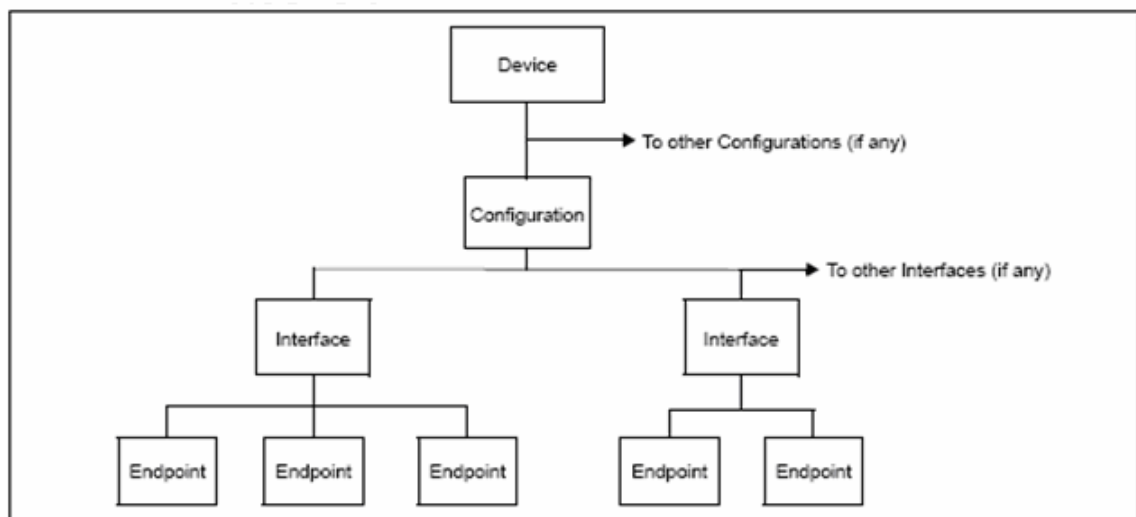 Device
To other Configurations (if any)
Configuration
To other Interfaces (if any)
Interface
Interface
Endpoint
Endpoint
Endpoint
Endpoint
Endpoint